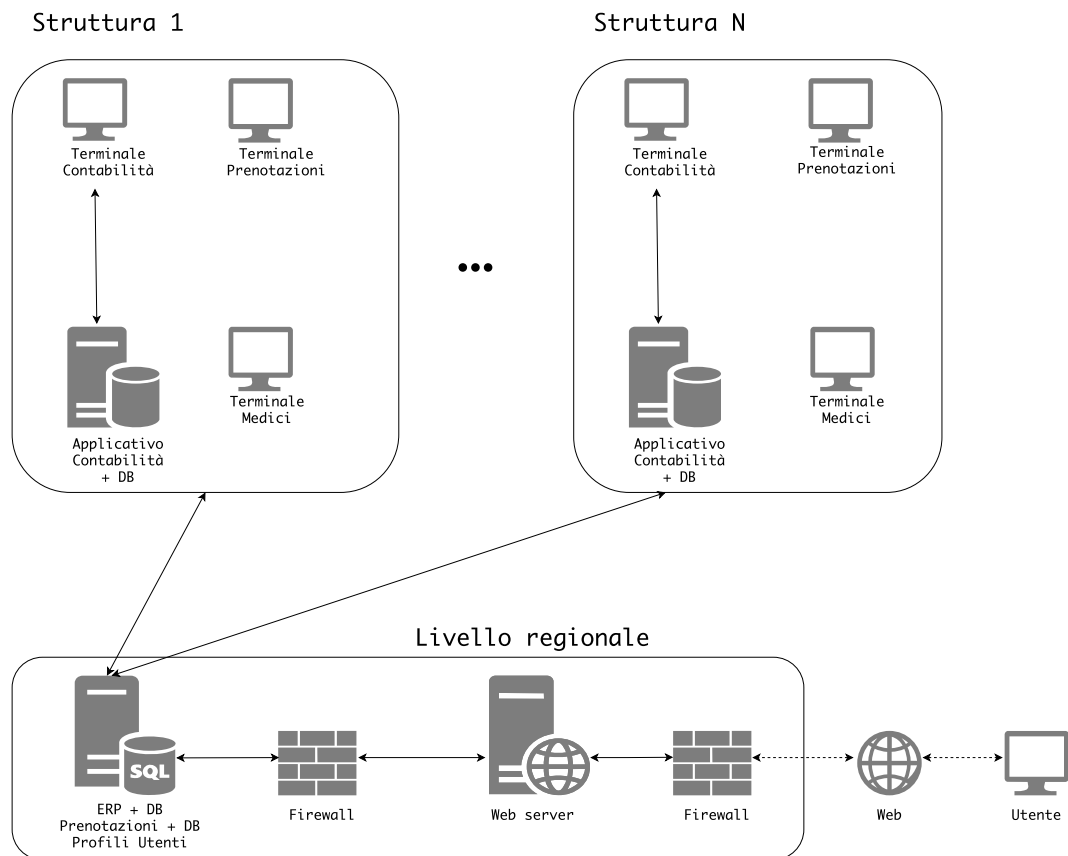 Struttura 1
Struttura N
Terminale
Contabilità
Terminale
Prenotazioni
Terminale
Contabilità
Terminale
Prenotazioni
Applicativo
Contabilità
+ DB
Terminale
Medici
Applicativo
Contabilità
+ DB
Terminale
Medici
Livello regionale
SQL
ERP + DB
Prenotazioni + DB
Profili Utenti
Firewall
Web server
Firewall
Web
Utente